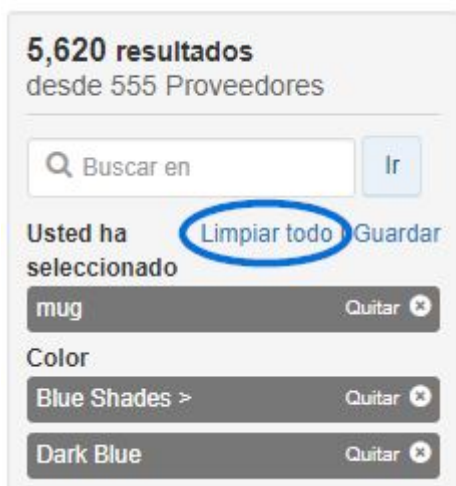 5,620 resultados
desde 555 Proveedores
Buscar en Ir
Usted ha seleccionado Limpiar todo Guardar
mug Quitar
Color
Blue Shades > Quitar
Dark Blue Quitar